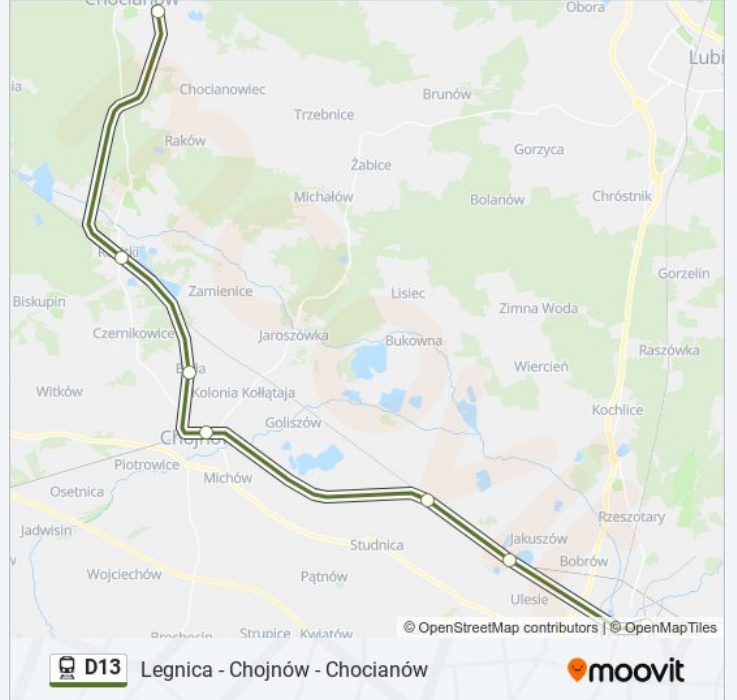 Obora
Lubi
Chocianowiec
Brunów
Trzebnice
Raków
Gorzyca
Żabice
Michałów
Bolanów
Chróstnik
Gorzelin
Zamienice
Lisiec
Biskupin
Zimna Woda
Czernikowice
Jaroszówka
Bukowna
Raszówka
Wiercień
Witków
Kolonia Kołłątaja
Kochlice
Goliszów
Piotrowice
Michów
Osetnica
Rzeszotary
Jadwisin
Studnica
Jakuszów
Bobrów
Wojciechów
Pątnów
Ulesie
© OpenStreetMap contributors | © OpenMapTiles
Strupice Kwiatów
D13 Legnica - Chojnów - Chocianów
moovit